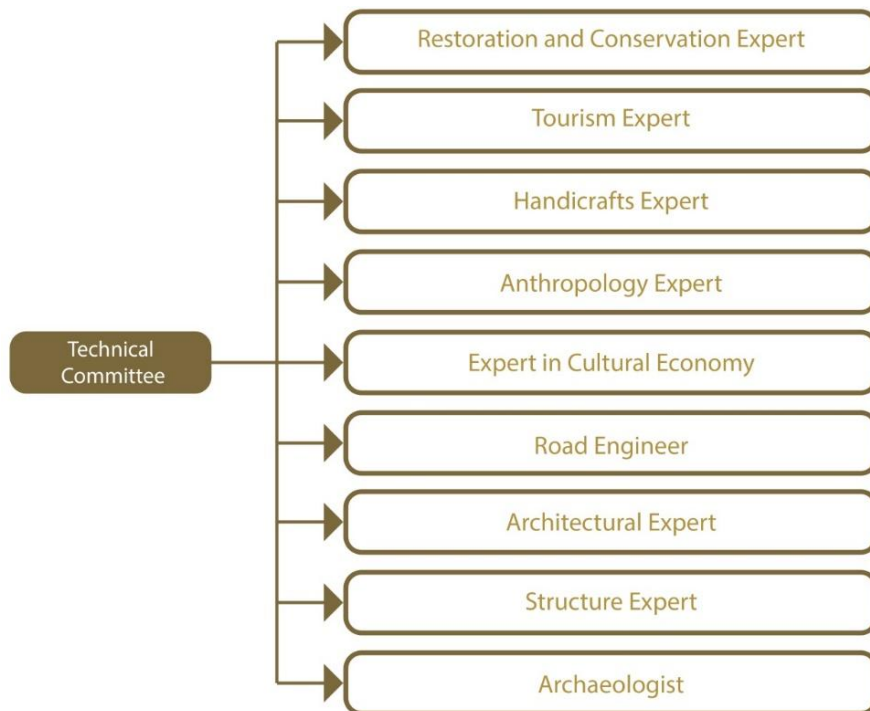 Restoration and Conservation Expert
Tourism Expert
Handicrafts Expert
Anthropology Expert
Technical
Committee
Expert in Cultural Economy
Road Engineer
Architectural Expert
Structure Expert
Archaeologist